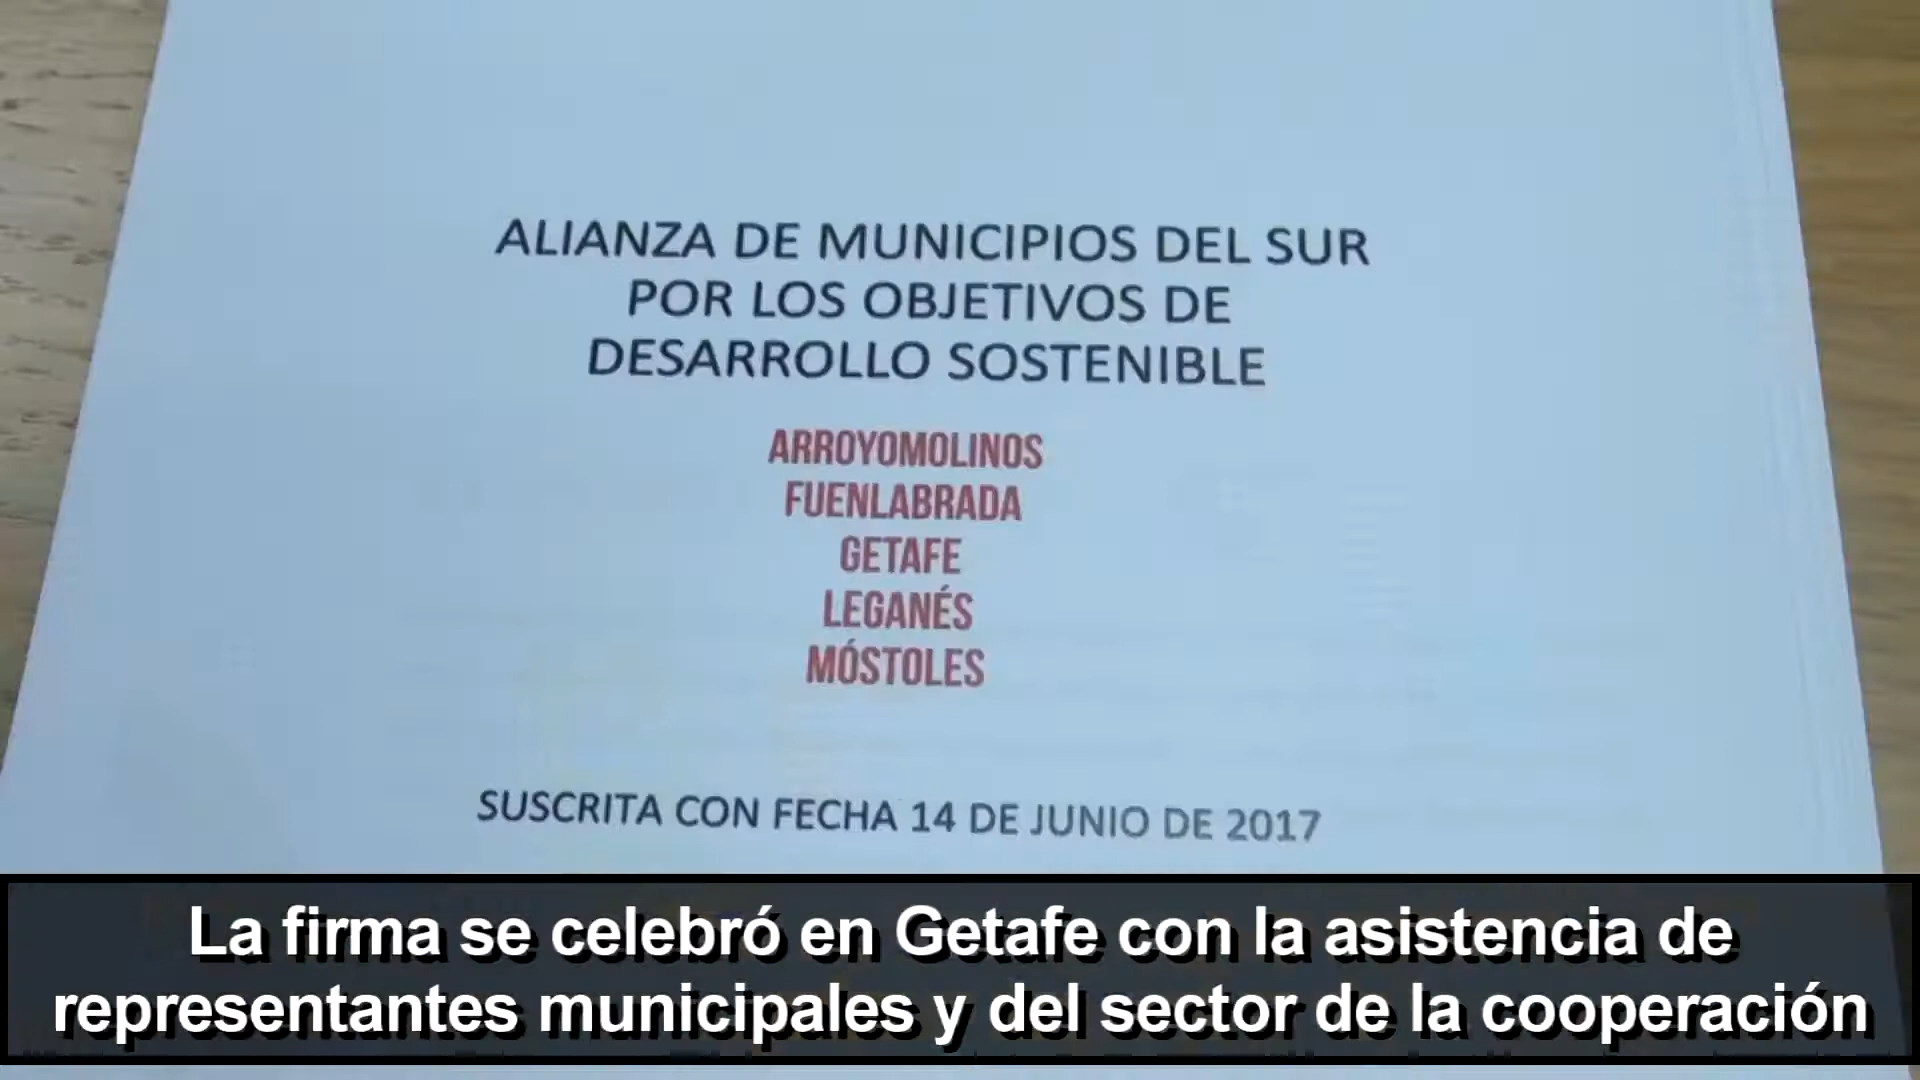 ALIANZA DE MUNICIPIOS DEL SUR
POR LOS OBJETIVOS DE
DESARROLLO SOSTENIBLE
ARROYOMOLINOS
FUENLABRADA
GETAFE
LEGANÉS
MÓSTOLES
SUSCRITA CON FECHA 14 DE JUNIO DE 2017
La firma se celebró en Getafe con la asistencia de
representantes municipales y del sector de la cooperación